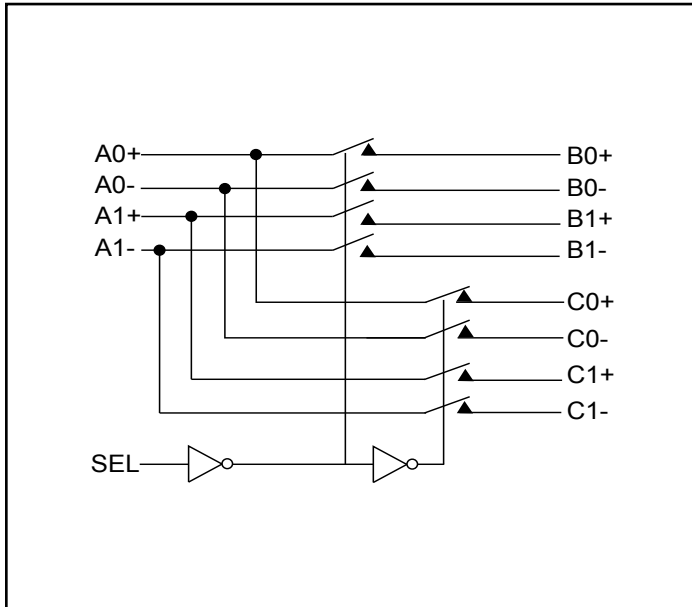 A0+
B0+
A0-
B0-
A1+
B1+
A1-
B1-
C0+
C0-
C1+
C1-
SEL